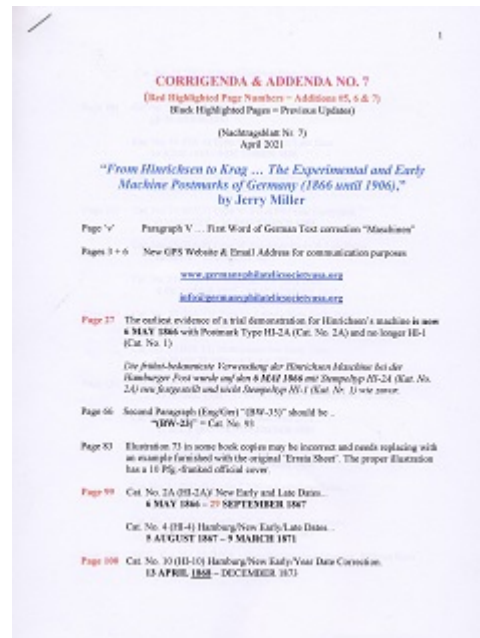 1
CORRIGENDA & ADDENDA NO. 7
(Red Highlighted Page Numbers = Additions #5, 6 & 7)
Black Highlighted Pages = Previous Updates)
(Nachtragsblatt Nr. 7)
April 2021
"From Hinrichsen to Krag … The Experimental and Early
Machine Postmarks of Germany (1866 until 1906),"
by Jerry Miller
Page 'v' Paragraph V … First Word of German Text correction "Maschinen"
Pages 3 + 6 New GPS Website & Email Address for communication purposes
www.germanphilatelicsocietyusa.org
info@germanphilatelicsocietyusa.org
Page 27 The earliest evidence of a trial demonstration for Hinrichsen's machine is now
6 MAY 1866 with Postmark Type HI-2A (Cat. No. 2A) and no longer HI-1
(Cat. No. 1)
Die frühst-bekannteste Verwendung der Hinrichsen Maschine bei der
Hamburger Post wurde auf den 6 MAI 1866 mit Stempeltyp HI-2A (Kat. No.
2A) neu festgestellt und nicht Stempeltyp HI-1 (Kat. Nr. 1) wie zuvor.
Page 66 Second Paragraph (Eng/Ger) "(BW-35)" should be ..
"(BW-23)" = Cat. No. 93
Page 83 Illustration 73 in some book copies may be incorrect and needs replacing with
an example furnished with the original 'Errata Sheet'. The proper illustration
has a 10 Pfg.-franked official cover.
Page 99 Cat. No. 2A (HI-2A)/ New Early and Late Dates…
6 MAY 1866 – 29 SEPTEMBER 1867
Cat. No. 4 (HI-4) Hamburg/New Early/Late Dates…
5 AUGUST 1867 – 9 MARCH 1871
Page 100 Cat. No. 10 (HI-10) Hamburg/New Early/Year Date Correction.
13 APRIL 1868 – DECEMBER 1873